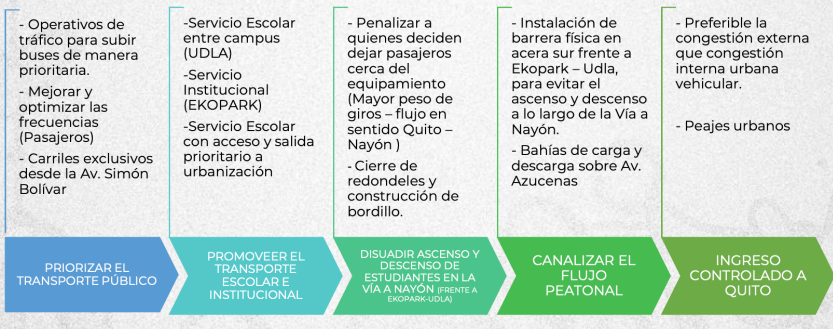 - Operativos de
tráfico para subir
buses de manera
prioritaria.
- Mejorar y
optimizar las
frecuencias
(Pasajeros)
- Carriles exclusivos
desde la Av. Simón
Bolívar
PRIORIZAR EL
TRANSPORTE PÚBLICO
-Servicio Escolar
entre campus
(UDLA)
-Servicio
Institucional
(EKOPARK)
-Servicio Escolar
con acceso y salida
prioritario a
urbanización
PROMOVEER EL
TRANSPORTE
ESCOLAR E
INSTITUCIONAL
- Penalizar a
quienes deciden
dejar pasajeros
cerca del
equipamiento
(Mayor peso de
giros – flujo en
sentido Quito –
Nayón )
- Cierre de
redondeles y
construcción de
bordillo.
DISUADIR ASCENSO Y
DESCENSO DE
ESTUDIANTES EN LA
VÍA A NAYÓN (FRENTE A
EKOPARK-UDLA)
- Instalación de
barrera física en
acera sur frente a
Ekopark – Udla,
para evitar el
ascenso y descenso
a lo largo de la Vía a
Nayón.
- Bahías de carga y
descarga sobre Av.
Azucenas
CANALIZAR EL
FLUJO
PEATONAL
- Preferible la
congestión externa
que congestión
interna urbana
vehicular.
- Peajes urbanos
INGRESO
CONTROLADO A
QUITO